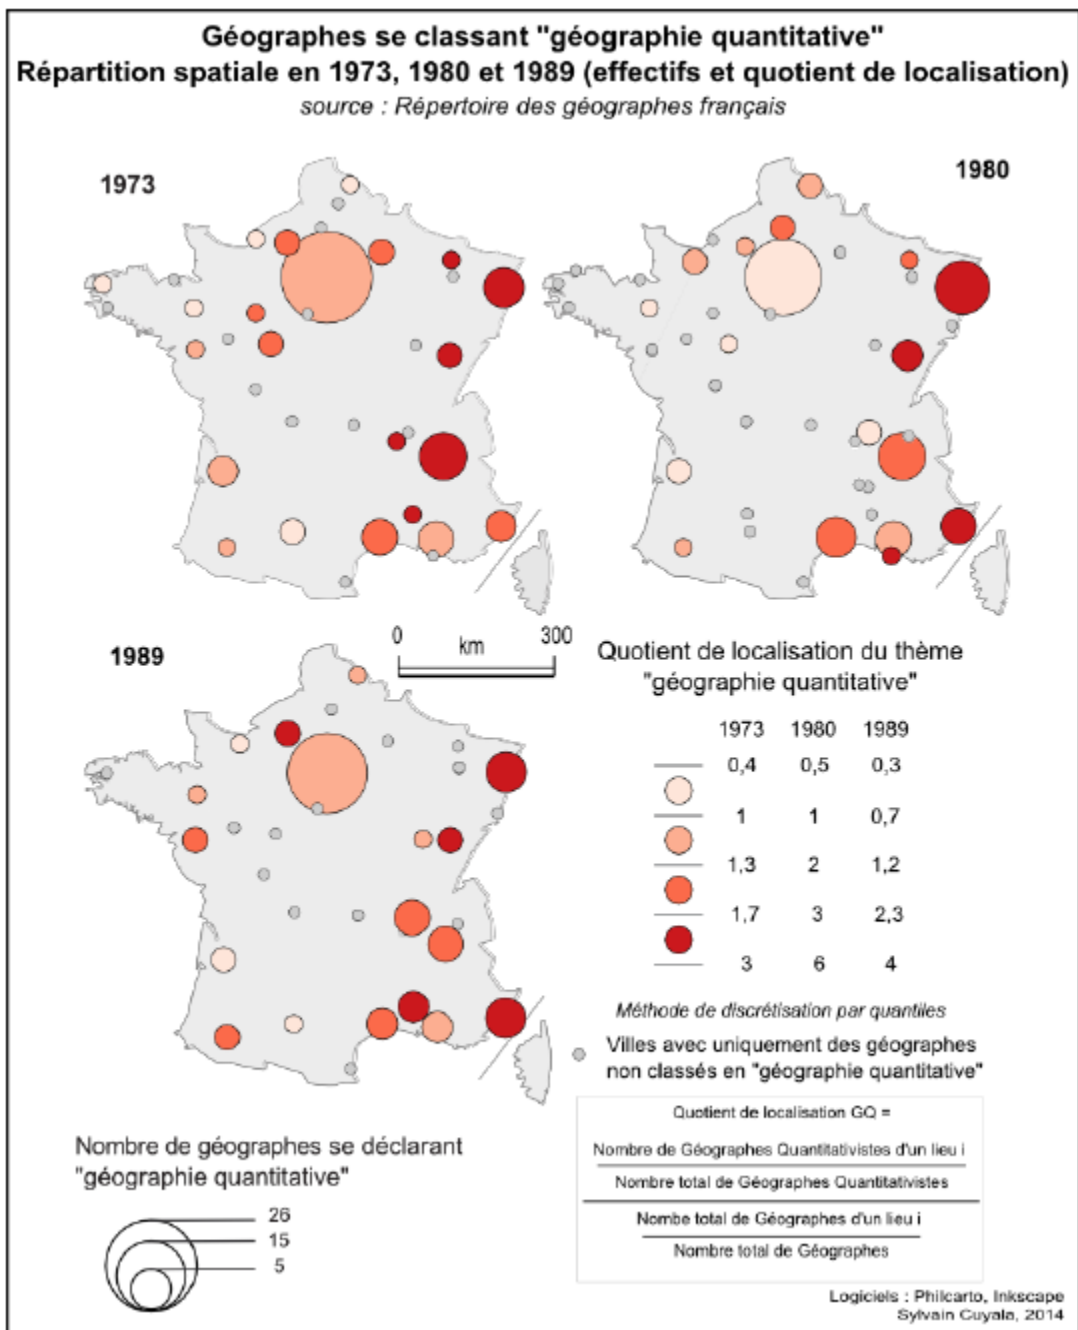 Géographes se classant "géographie quantitative"
Répartition spatiale en 1973, 1980 et 1989 (effectifs et quotient de localisation)
source : Répertoire des géographes français
1973
1980
1989
0 300
km
Quotient de localisation du thème
"géographie quantitative"
1973 1980 1989
0,4 0,5 0,3
1 1 0,7
1,3 2 1,2
1,7 3 2,3
3 6 4
Méthode de discrétisation par quantiles
Villes avec uniquement des géographes
non classés en "géographie quantitative"
Quotient de localisation GQ =
Nombre de Géographes Quantitativistes d'un lieu i
Nombre total de Géographes Quantitativistes
Nombe total de Géographes d'un lieu i
Nombre total de Géographes
Nombre de géographes se déclarant
"géographie quantitative"
26
15
5
Logiciels : Philcarto, Inkscape
Sylvain Cuyala, 2014